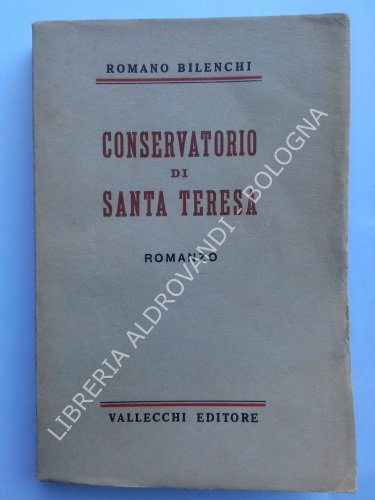 ROMANO BILENCHI
CONSERVATORIO
DI
SANTA TERESA
ROMANZO
VALLECCHI EDITORE
LIBRERIA ALDROVANDI - BOLOGNA